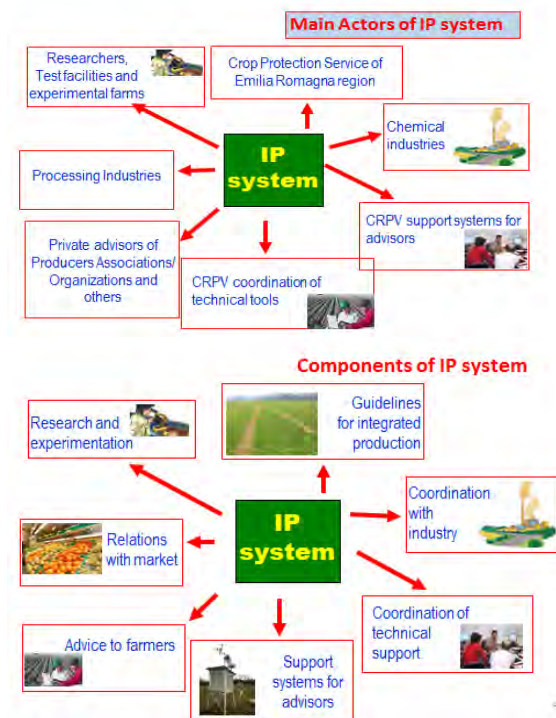 Main Actors of IP system
Researchers,
Test facilities and
experimental farms
Crop Protection Service of
Emilia Romagna region
Chemical
industries
IP
system
Processing Industries
CRPV support systems for
advisors
Private advisors of
Producers Associations/
Organizations and
others
CRPV coordination of
technical tools
Components of IP system
Guidelines
for integrated
production
Research and
experimentation
Coordination
with
industry
IP
system
Relations
with market
Coordination of
technical
support
Advice to farmers
Support
systems for
advisors